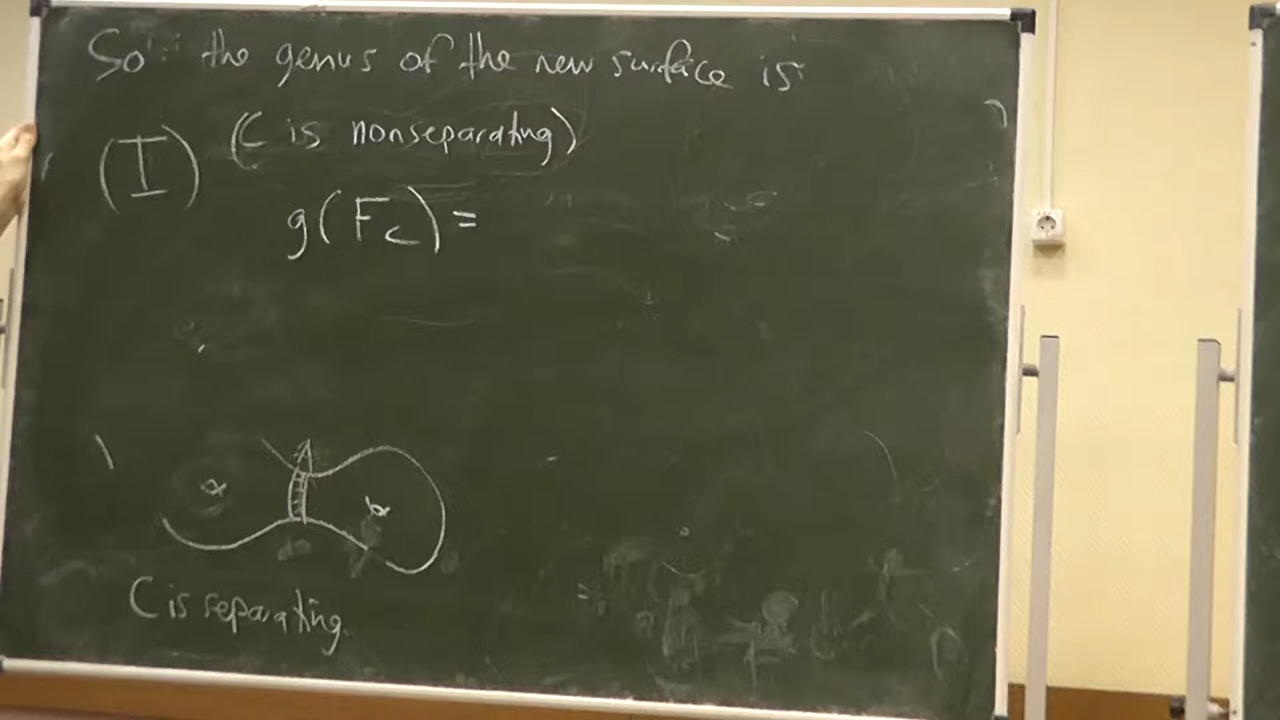 So: the genus of the new surface is:
(I) (C is nonseparating)
g(F_C) =
a b
C is separating.